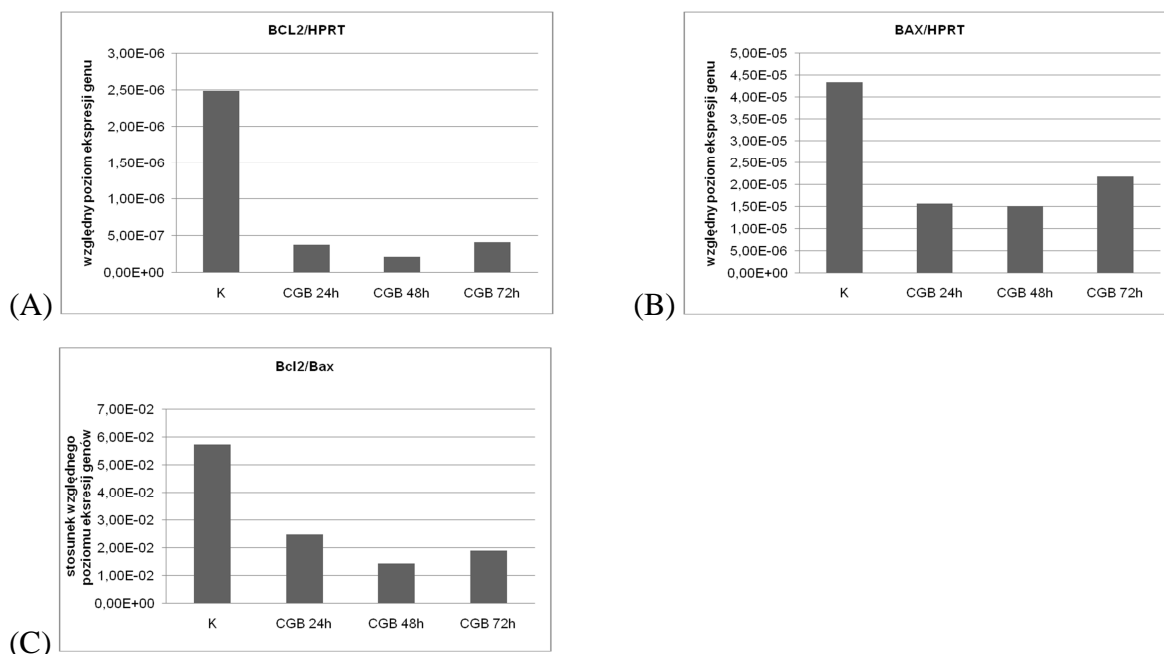 BCL2/HPRT
względny poziom ekspresji genu
3,00E-06
2,50E-06
2,00E-06
1,50E-06
1,00E-06
5,00E-07
0,00E+00
K CGB 24h CGB 48h CGB 72h
(A)
BAX/HPRT
względny poziom ekspresji genu
5,00E-05
4,50E-05
4,00E-05
3,50E-05
3,00E-05
2,50E-05
2,00E-05
1,50E-05
1,00E-05
5,00E-06
0,00E+00
K CGB 24h CGB 48h CGB 72h
(B)
Bcl2/Bax
stosunek względnego
poziomu eksresij genów
7,00E-02
6,00E-02
5,00E-02
4,00E-02
3,00E-02
2,00E-02
1,00E-02
0,00E+00
K CGB 24h CGB 48h CGB 72h
(C)